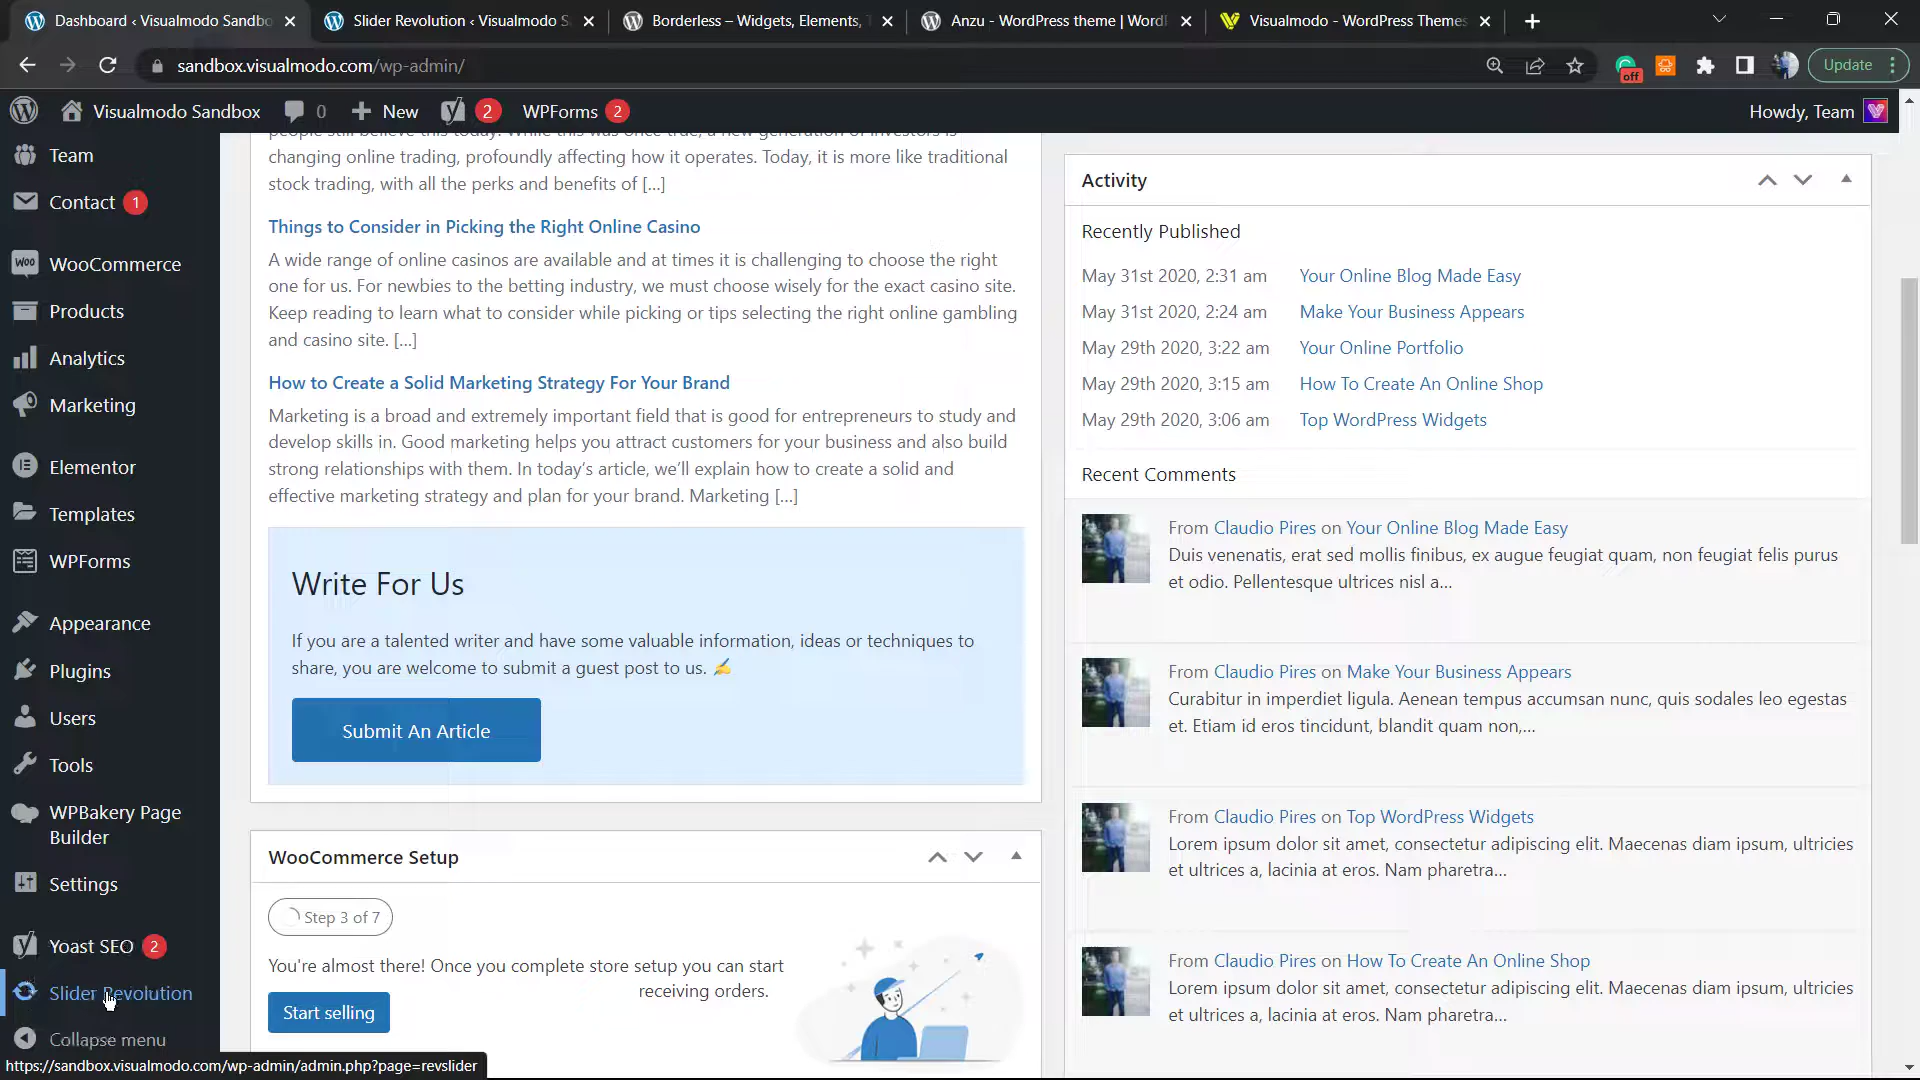 Dashboard ‹ Visualmodo Sandbo
Slider Revolution ‹ Visualmodo S
Borderless – Widgets, Elements, T
Anzu - WordPress theme | Word
Visualmodo - WordPress Themes
sandbox.visualmodo.com/wp-admin/
off
Update
Visualmodo Sandbox
0
New
2
WPForms 2
Howdy, Team
Team
Contact 1
WooCommerce
Products
Analytics
Marketing
Elementor
Templates
WPForms
Appearance
Plugins
Users
Tools
WPBakery Page
Builder
Settings
Yoast SEO 2
Slider Revolution
Collapse menu
https://sandbox.visualmodo.com/wp-admin/admin.php?page=revslider
people still believe this today. While this was once true, a new generation of investors is
changing online trading, profoundly affecting how it operates. Today, it is more like traditional
stock trading, with all the perks and benefits of […]
Things to Consider in Picking the Right Online Casino
A wide range of online casinos are available and at times it is challenging to choose the right
one for us. For newbies to the betting industry, we must choose wisely for the exact casino site.
Keep reading to learn what to consider while picking or tips selecting the right online gambling
and casino site. […]
How to Create a Solid Marketing Strategy For Your Brand
Marketing is a broad and extremely important field that is good for entrepreneurs to study and
develop skills in. Good marketing helps you attract customers for your business and also build
strong relationships with them. In today's article, we'll explain how to create a solid and
effective marketing strategy and plan for your brand. Marketing […]
Write For Us
If you are a talented writer and have some valuable information, ideas or techniques to
share, you are welcome to submit a guest post to us. ✍
Submit An Article
WooCommerce Setup
Step 3 of 7
You're almost there! Once you complete store setup you can start
receiving orders.
Start selling
Activity
Recently Published
May 31st 2020, 2:31 am Your Online Blog Made Easy
May 31st 2020, 2:24 am Make Your Business Appears
May 29th 2020, 3:22 am Your Online Portfolio
May 29th 2020, 3:15 am How To Create An Online Shop
May 29th 2020, 3:06 am Top WordPress Widgets
Recent Comments
From Claudio Pires on Your Online Blog Made Easy
Duis venenatis, erat sed mollis finibus, ex augue feugiat quam, non feugiat felis purus
et odio. Pellentesque ultrices nisl a…
From Claudio Pires on Make Your Business Appears
Curabitur in imperdiet ligula. Aenean tempus accumsan nunc, quis sodales leo egestas
et. Etiam id eros tincidunt, blandit quam non,…
From Claudio Pires on Top WordPress Widgets
Lorem ipsum dolor sit amet, consectetur adipiscing elit. Maecenas diam ipsum, ultricies
et ultrices a, lacinia at eros. Nam pharetra…
From Claudio Pires on How To Create An Online Shop
Lorem ipsum dolor sit amet, consectetur adipiscing elit. Maecenas diam ipsum, ultricies
et ultrices a, lacinia at eros. Nam pharetra…